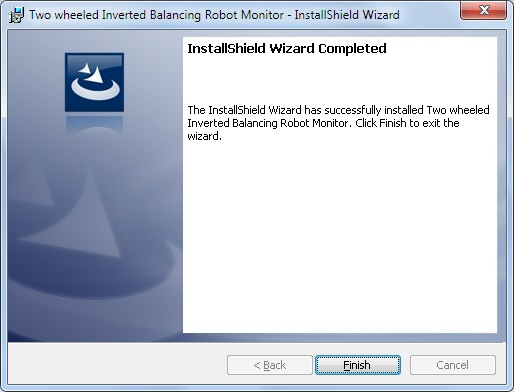 Two wheeled Inverted Balancing Robot Monitor - InstallShield Wizard
InstallShield Wizard Completed
The InstallShield Wizard has successfully installed Two wheeled
Inverted Balancing Robot Monitor. Click Finish to exit the
wizard.
< Back
Finish
Cancel